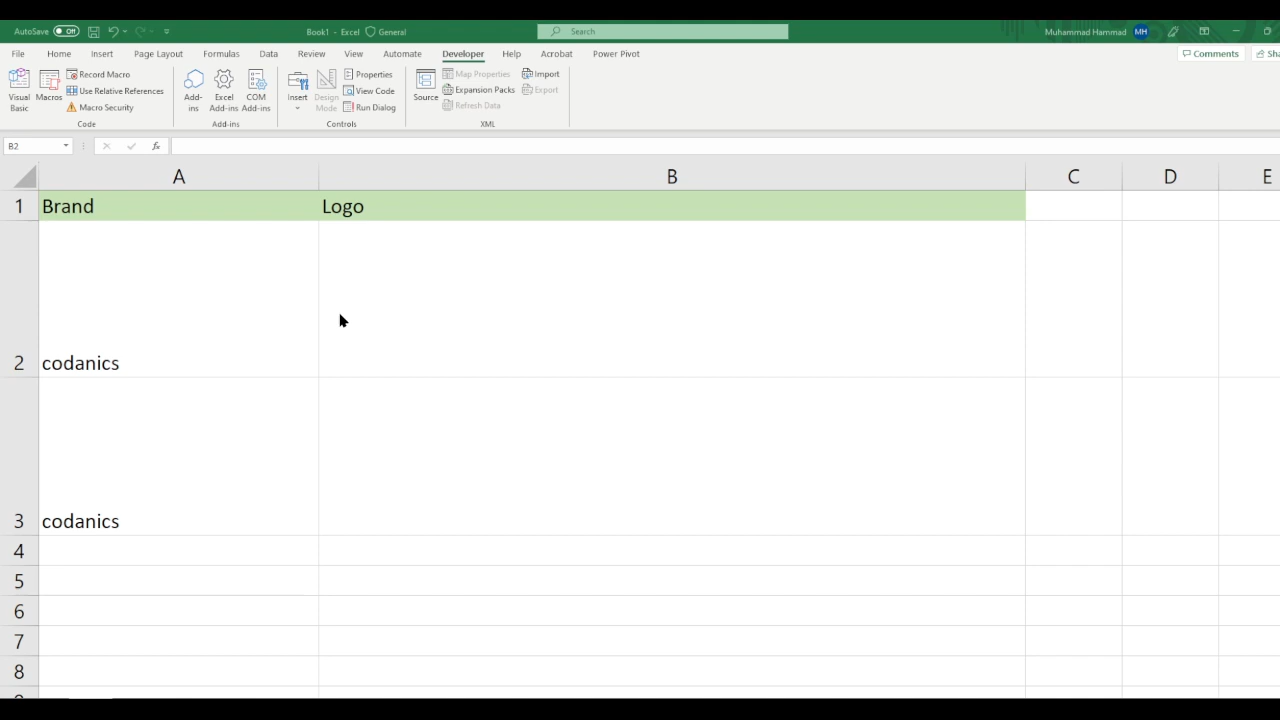 AutoSave Off Book1 - Excel General Search Muhammad Hammad MH
File Home Insert Page Layout Formulas Data Review View Automate Developer Help Acrobat Power Pivot Comments Sha
Visual Basic Macros Record Macro Use Relative References Macro Security
Add-ins Excel Add-ins COM Add-ins
Insert Design Mode Properties View Code Run Dialog
Source Map Properties Expansion Packs Refresh Data Import Export
Code Add-ins Controls XML
B2 fx
A B C D E
1 Brand Logo
2 codanics
3 codanics
4
5
6
7
8